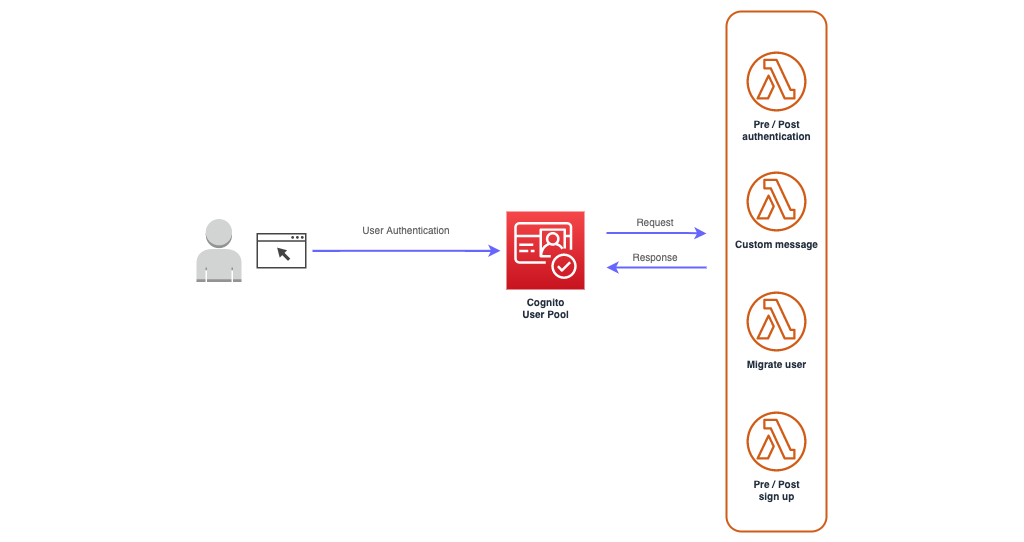 User Authentication
Cognito
User Pool
Request
Response
Pre / Post
authentication
Custom message
Migrate user
Pre / Post
sign up